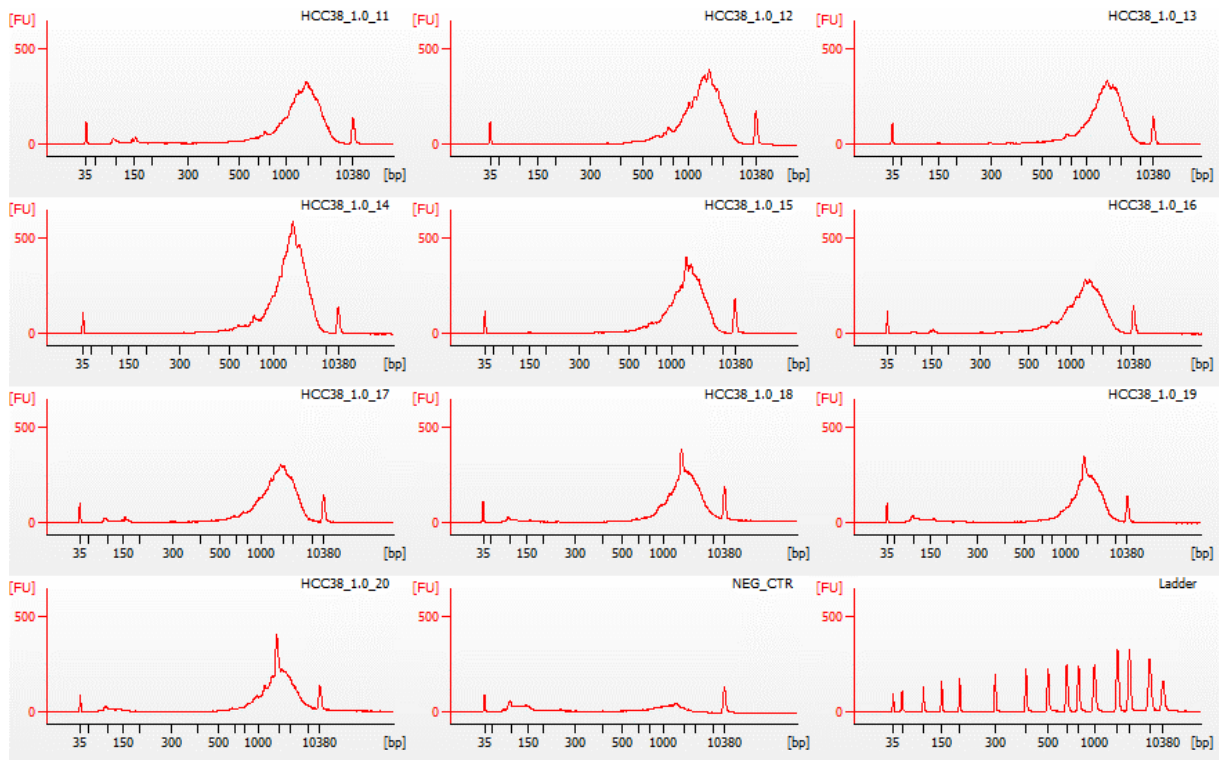 [FU] HCC38_1.0_11
500
0
35 150 300 500 1000 10380 [bp]
[FU] HCC38_1.0_12
500
0
35 150 300 500 1000 10380 [bp]
[FU] HCC38_1.0_13
500
0
35 150 300 500 1000 10380 [bp]
[FU] HCC38_1.0_14
500
0
35 150 300 500 1000 10380 [bp]
[FU] HCC38_1.0_15
500
0
35 150 300 500 1000 10380 [bp]
[FU] HCC38_1.0_16
500
0
35 150 300 500 1000 10380 [bp]
[FU] HCC38_1.0_17
500
0
35 150 300 500 1000 10380 [bp]
[FU] HCC38_1.0_18
500
0
35 150 300 500 1000 10380 [bp]
[FU] HCC38_1.0_19
500
0
35 150 300 500 1000 10380 [bp]
[FU] HCC38_1.0_20
500
0
35 150 300 500 1000 10380 [bp]
[FU] NEG_CTR
500
0
35 150 300 500 1000 10380 [bp]
[FU] Ladder
500
0
35 300 500 1000 10380 [bp]